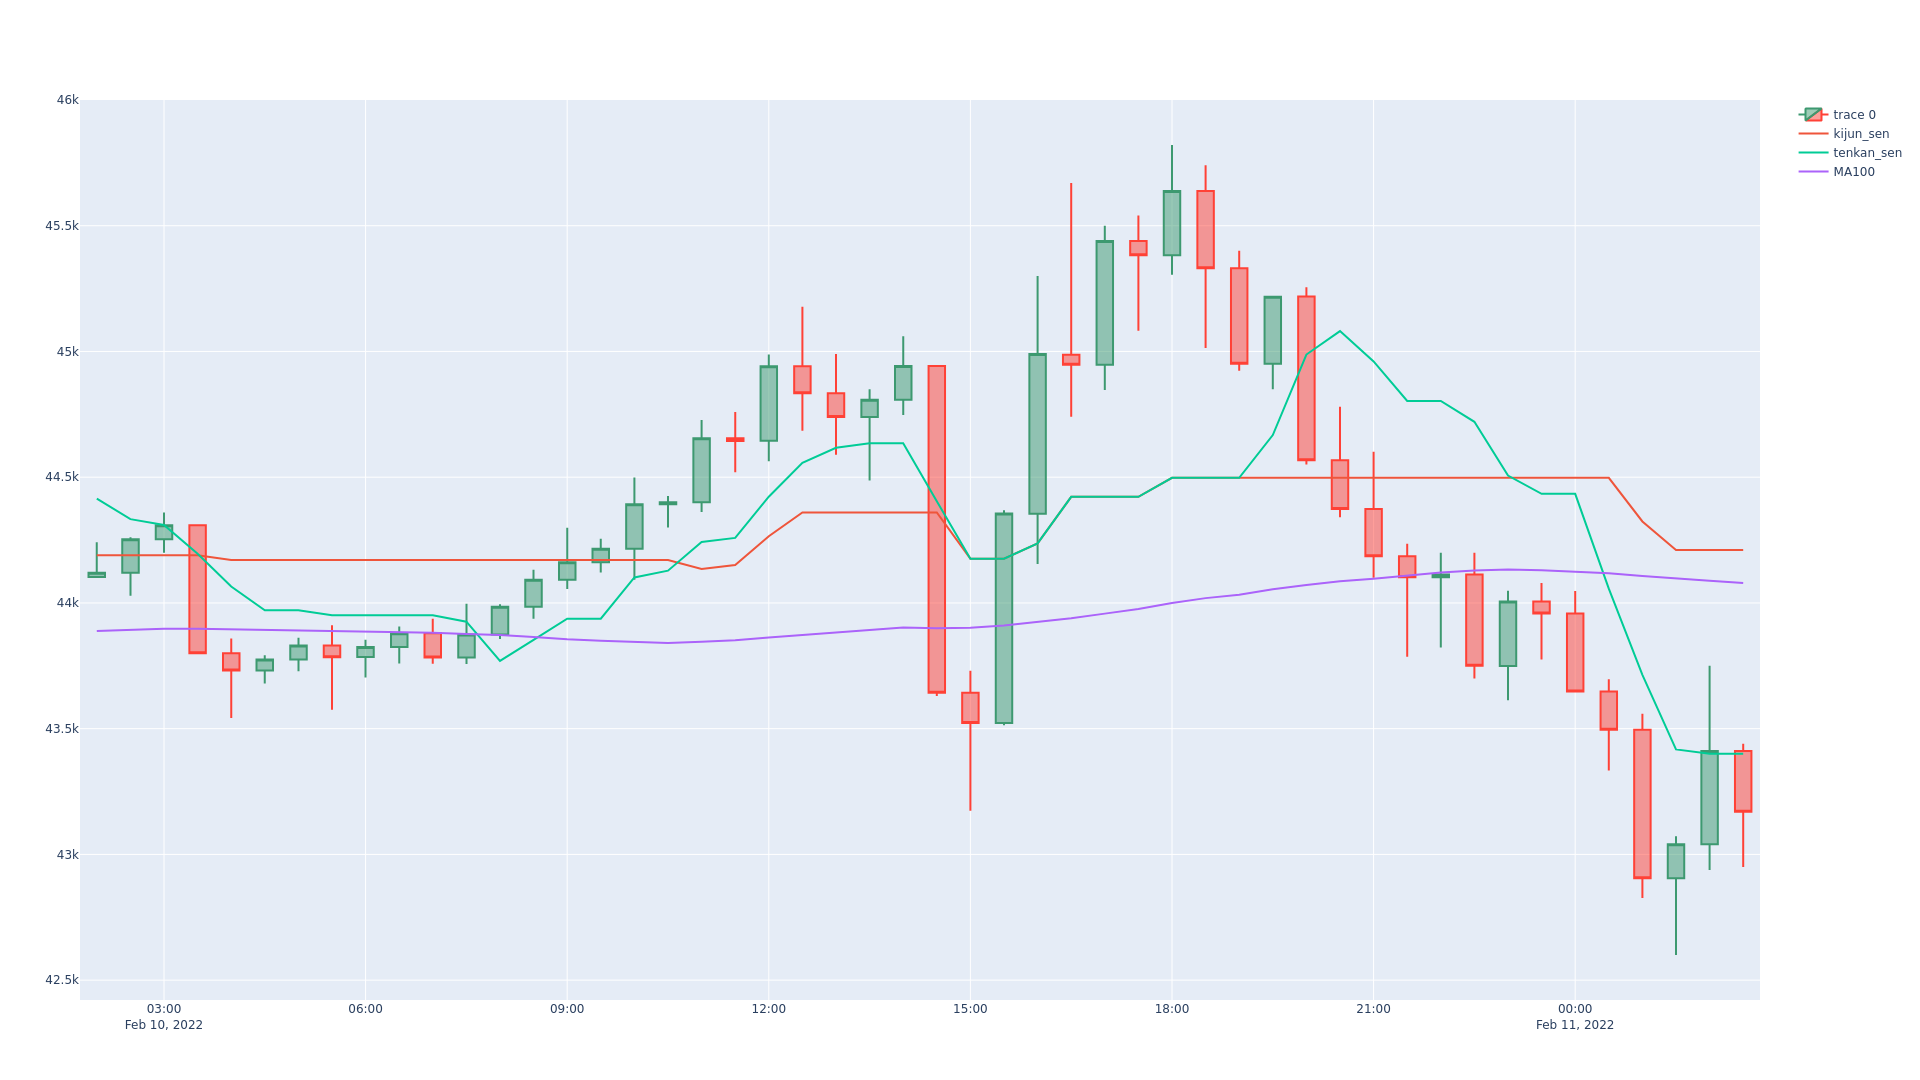 46k
45.5k
45k
44.5k
44k
43.5k
43k
42.5k
03:00
Feb 10, 2022
06:00
09:00
12:00
15:00
18:00
21:00
00:00
Feb 11, 2022
trace 0
kijun_sen
tenkan_sen
MA100